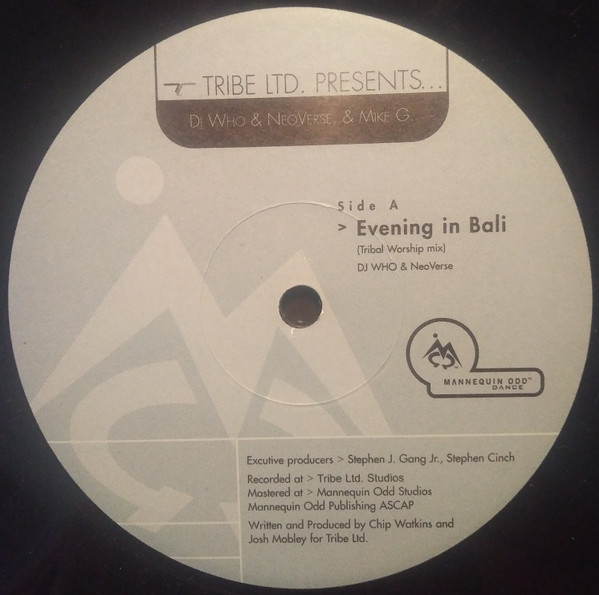 TRIBE LTD. PRESENTS...
DJ WHO & NEOVERSE, & MIKE G.
Side A
> Evening in Bali
(Tribal Worship mix)
DJ WHO & NeoVerse
MANNEQUIN ODD™
DANCE
Excutive producers > Stephen J. Gang Jr., Stephen Cinch
Recorded at > Tribe Ltd. Studios
Mastered at > Mannequin Odd Studios
Mannequin Odd Publishing ASCAP
Written and Produced by Chip Watkins and
Josh Mobley for Tribe Ltd.